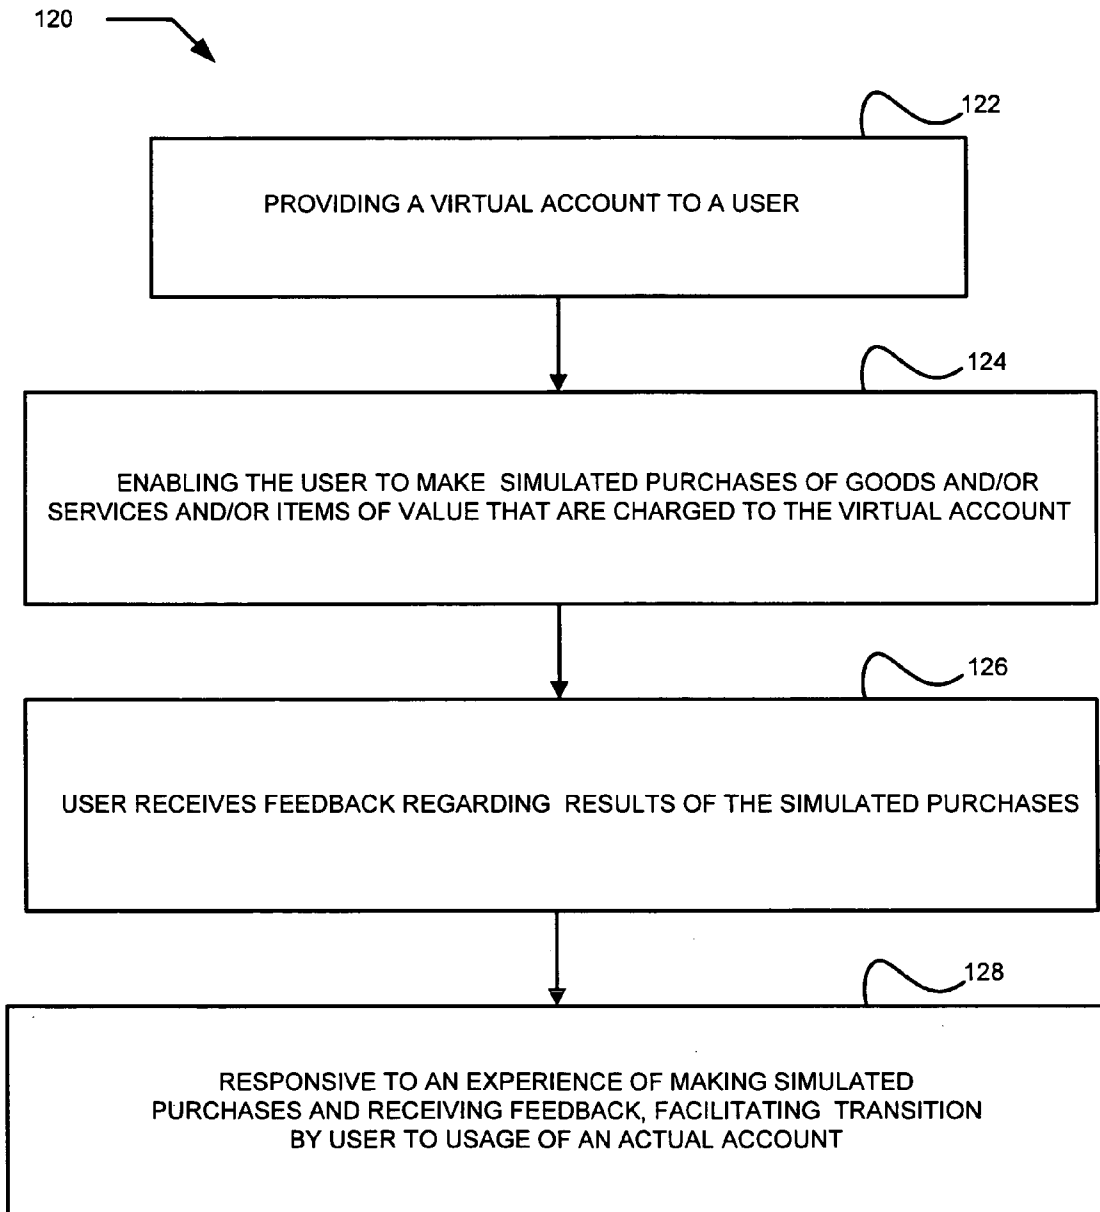 120
122
PROVIDING A VIRTUAL ACCOUNT TO A USER
124
ENABLING THE USER TO MAKE SIMULATED PURCHASES OF GOODS AND/OR
SERVICES AND/OR ITEMS OF VALUE THAT ARE CHARGED TO THE VIRTUAL ACCOUNT
126
USER RECEIVES FEEDBACK REGARDING RESULTS OF THE SIMULATED PURCHASES
128
RESPONSIVE TO AN EXPERIENCE OF MAKING SIMULATED
PURCHASES AND RECEIVING FEEDBACK, FACILITATING TRANSITION
BY USER TO USAGE OF AN ACTUAL ACCOUNT